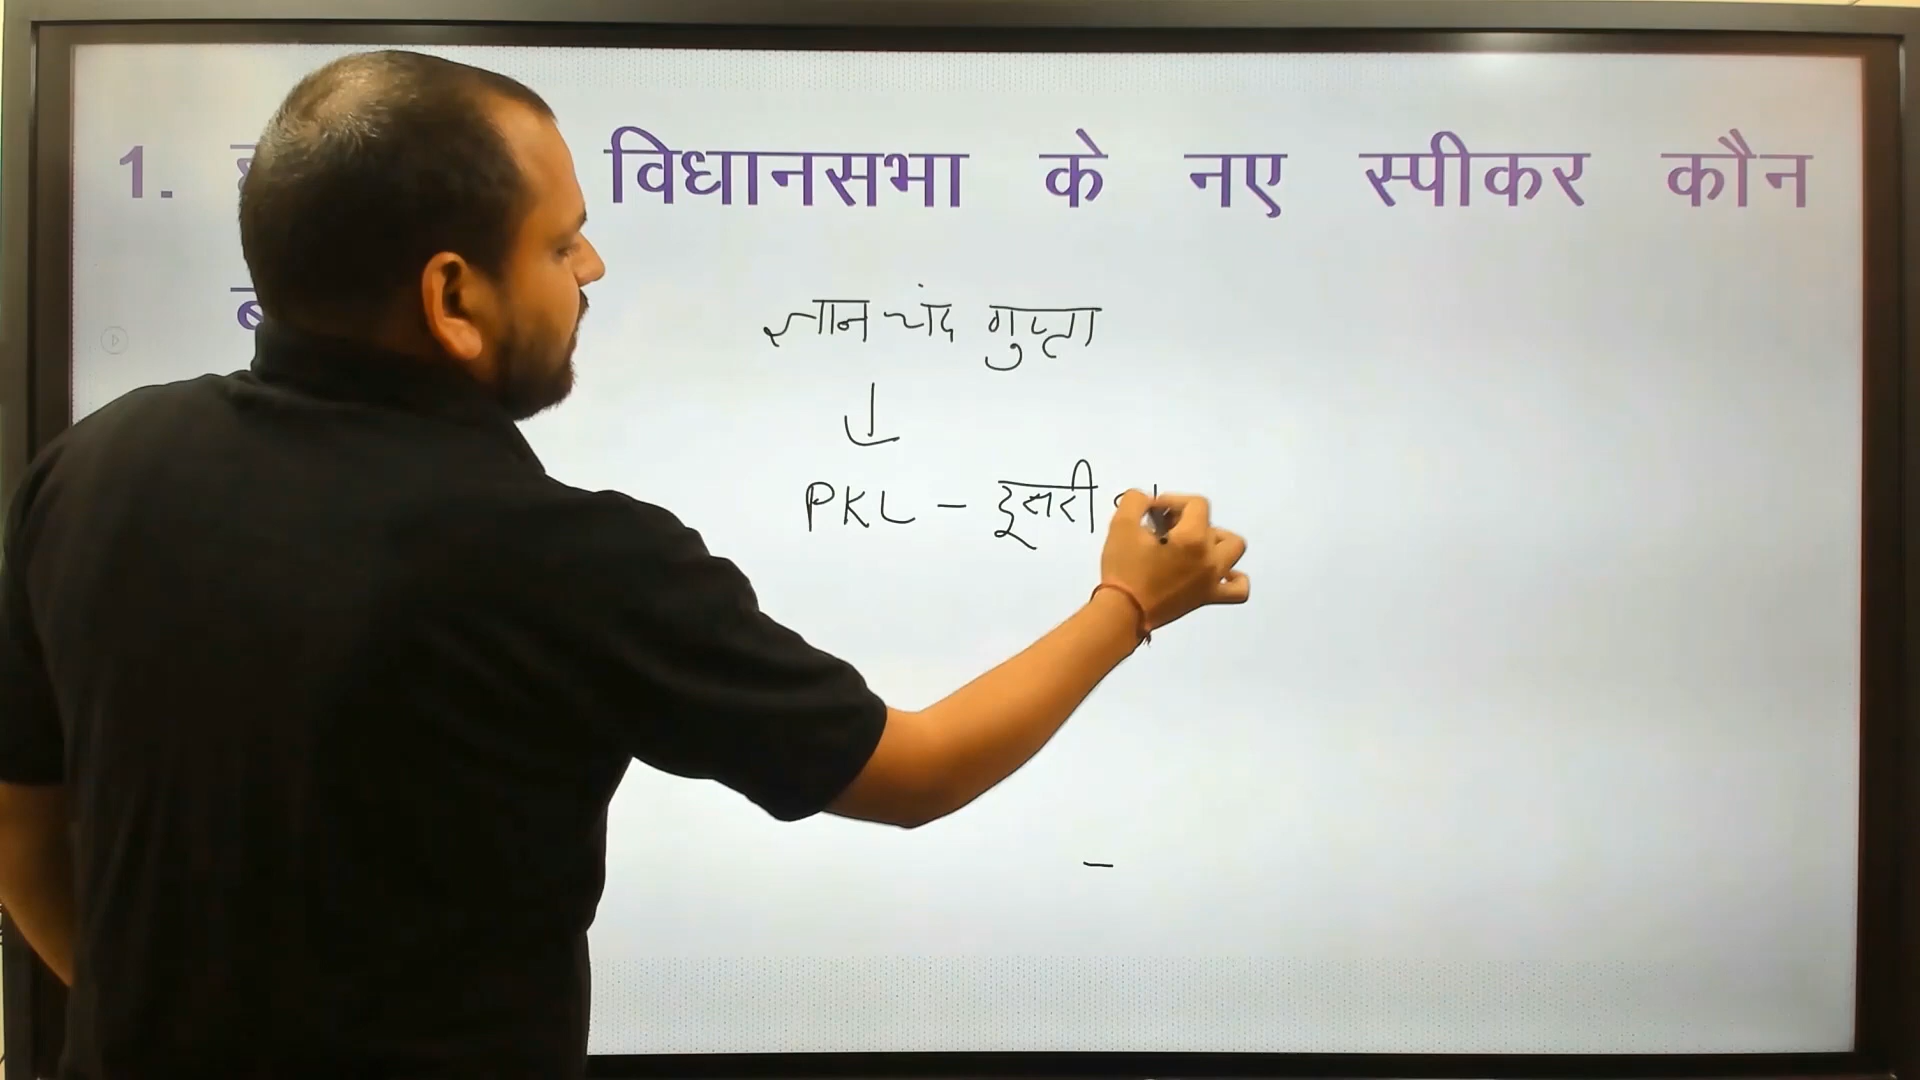 1. विधानसभा के नए स्पीकर कौन
ज्ञान चंद गुप्ता
PKL - दूसरी